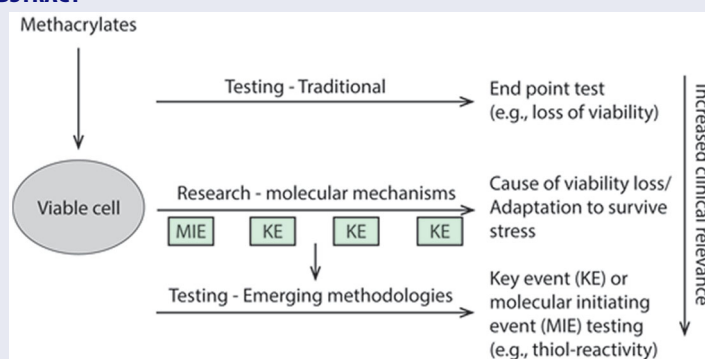 Methacrylates
Testing - Traditional
End point test
(e.g., loss of viability)
Viable cell
Research - molecular mechanisms
MIE
KE
KE
KE
Cause of viability loss/
Adaptation to survive
stress
Testing - Emerging methodologies
Key event (KE) or
molecular initiating
event (MIE) testing
(e.g., thiol-reactivity)
Increased clinical relevance